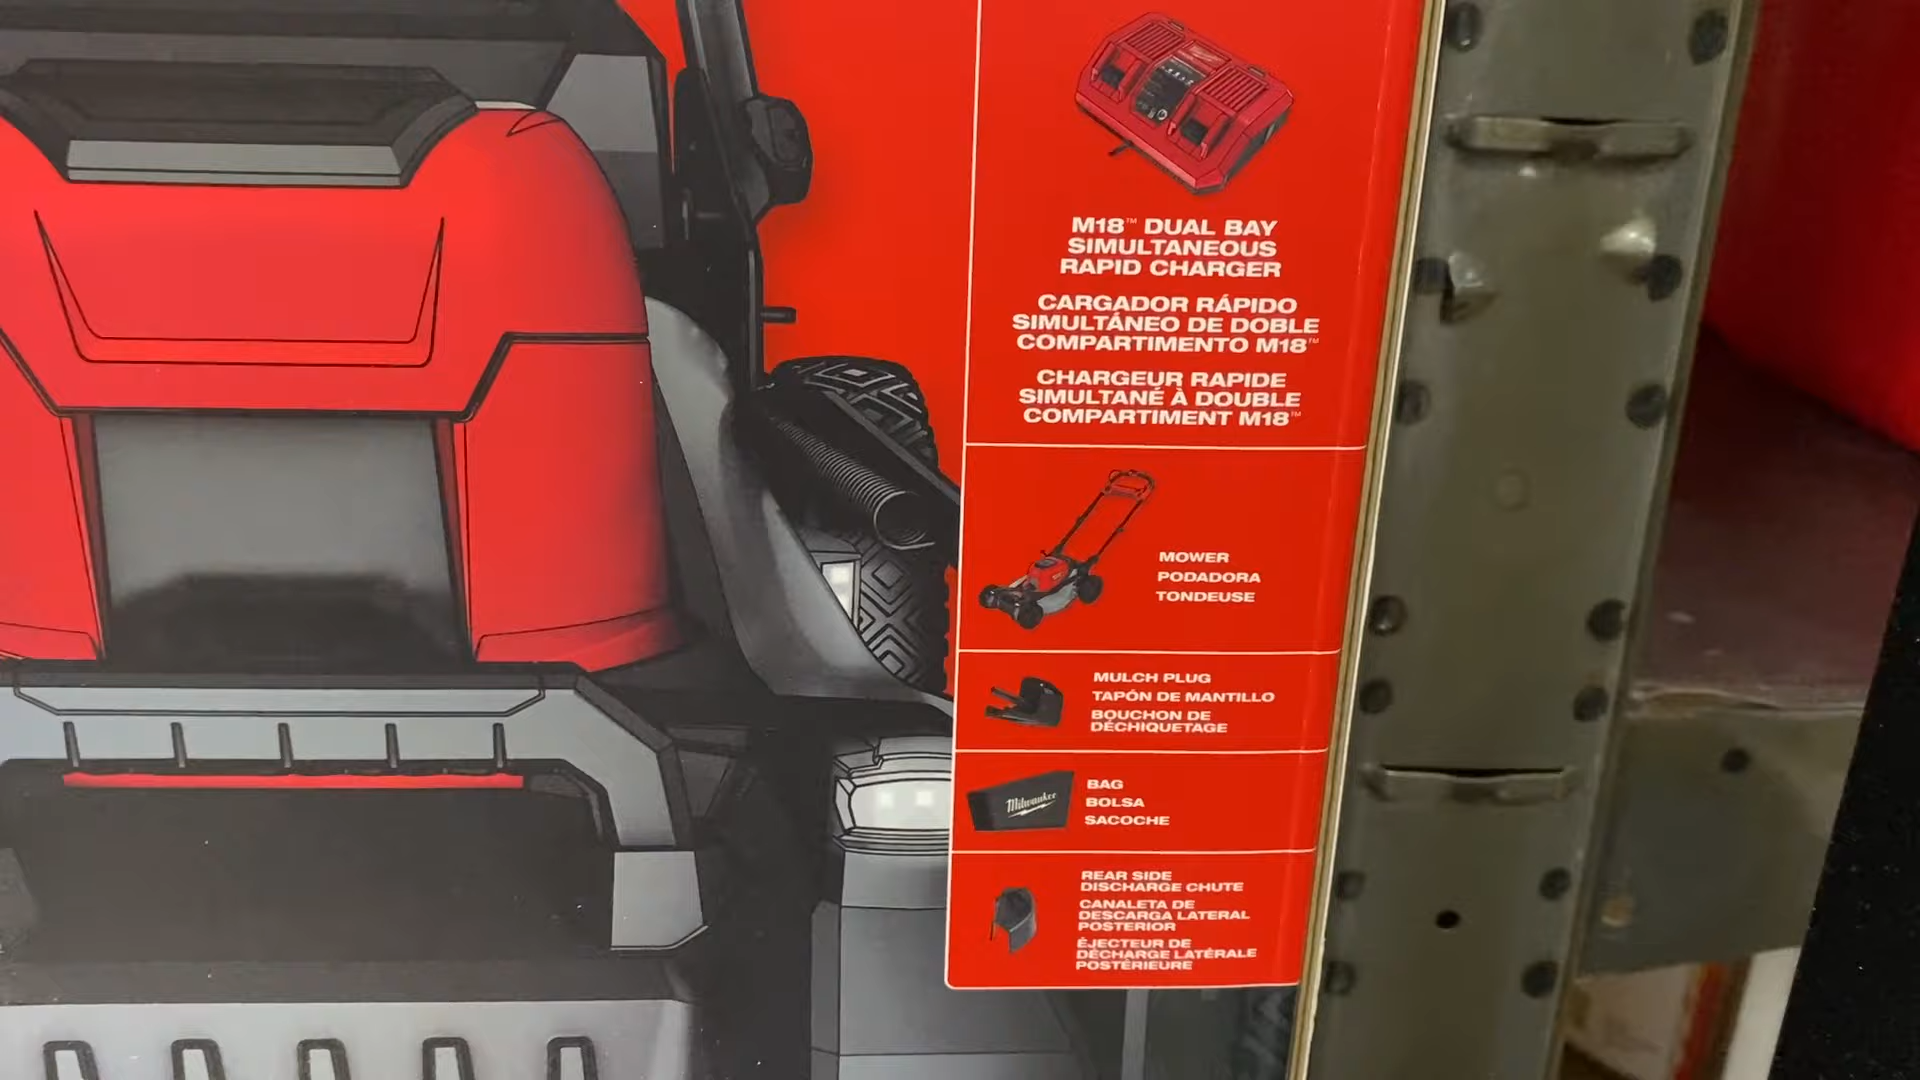 M18™ DUAL BAY
SIMULTANEOUS
RAPID CHARGER
CARGADOR RÁPIDO
SIMULTÁNEO DE DOBLE
COMPARTIMENTO M18™
CHARGEUR RAPIDE
SIMULTANÉ À DOUBLE
COMPARTIMENT M18™
MOWER
PODADORA
TONDEUSE
MULCH PLUG
TAPÓN DE MANTILLO
BOUCHON DE
DÉCHIQUETAGE
Milwaukee
BAG
BOLSA
SACOCHE
REAR SIDE
DISCHARGE CHUTE
CANALETA DE
DESCARGA LATERAL
POSTERIOR
ÉJECTEUR DE
DÉCHARGE LATÉRALE
POSTÉRIEURE